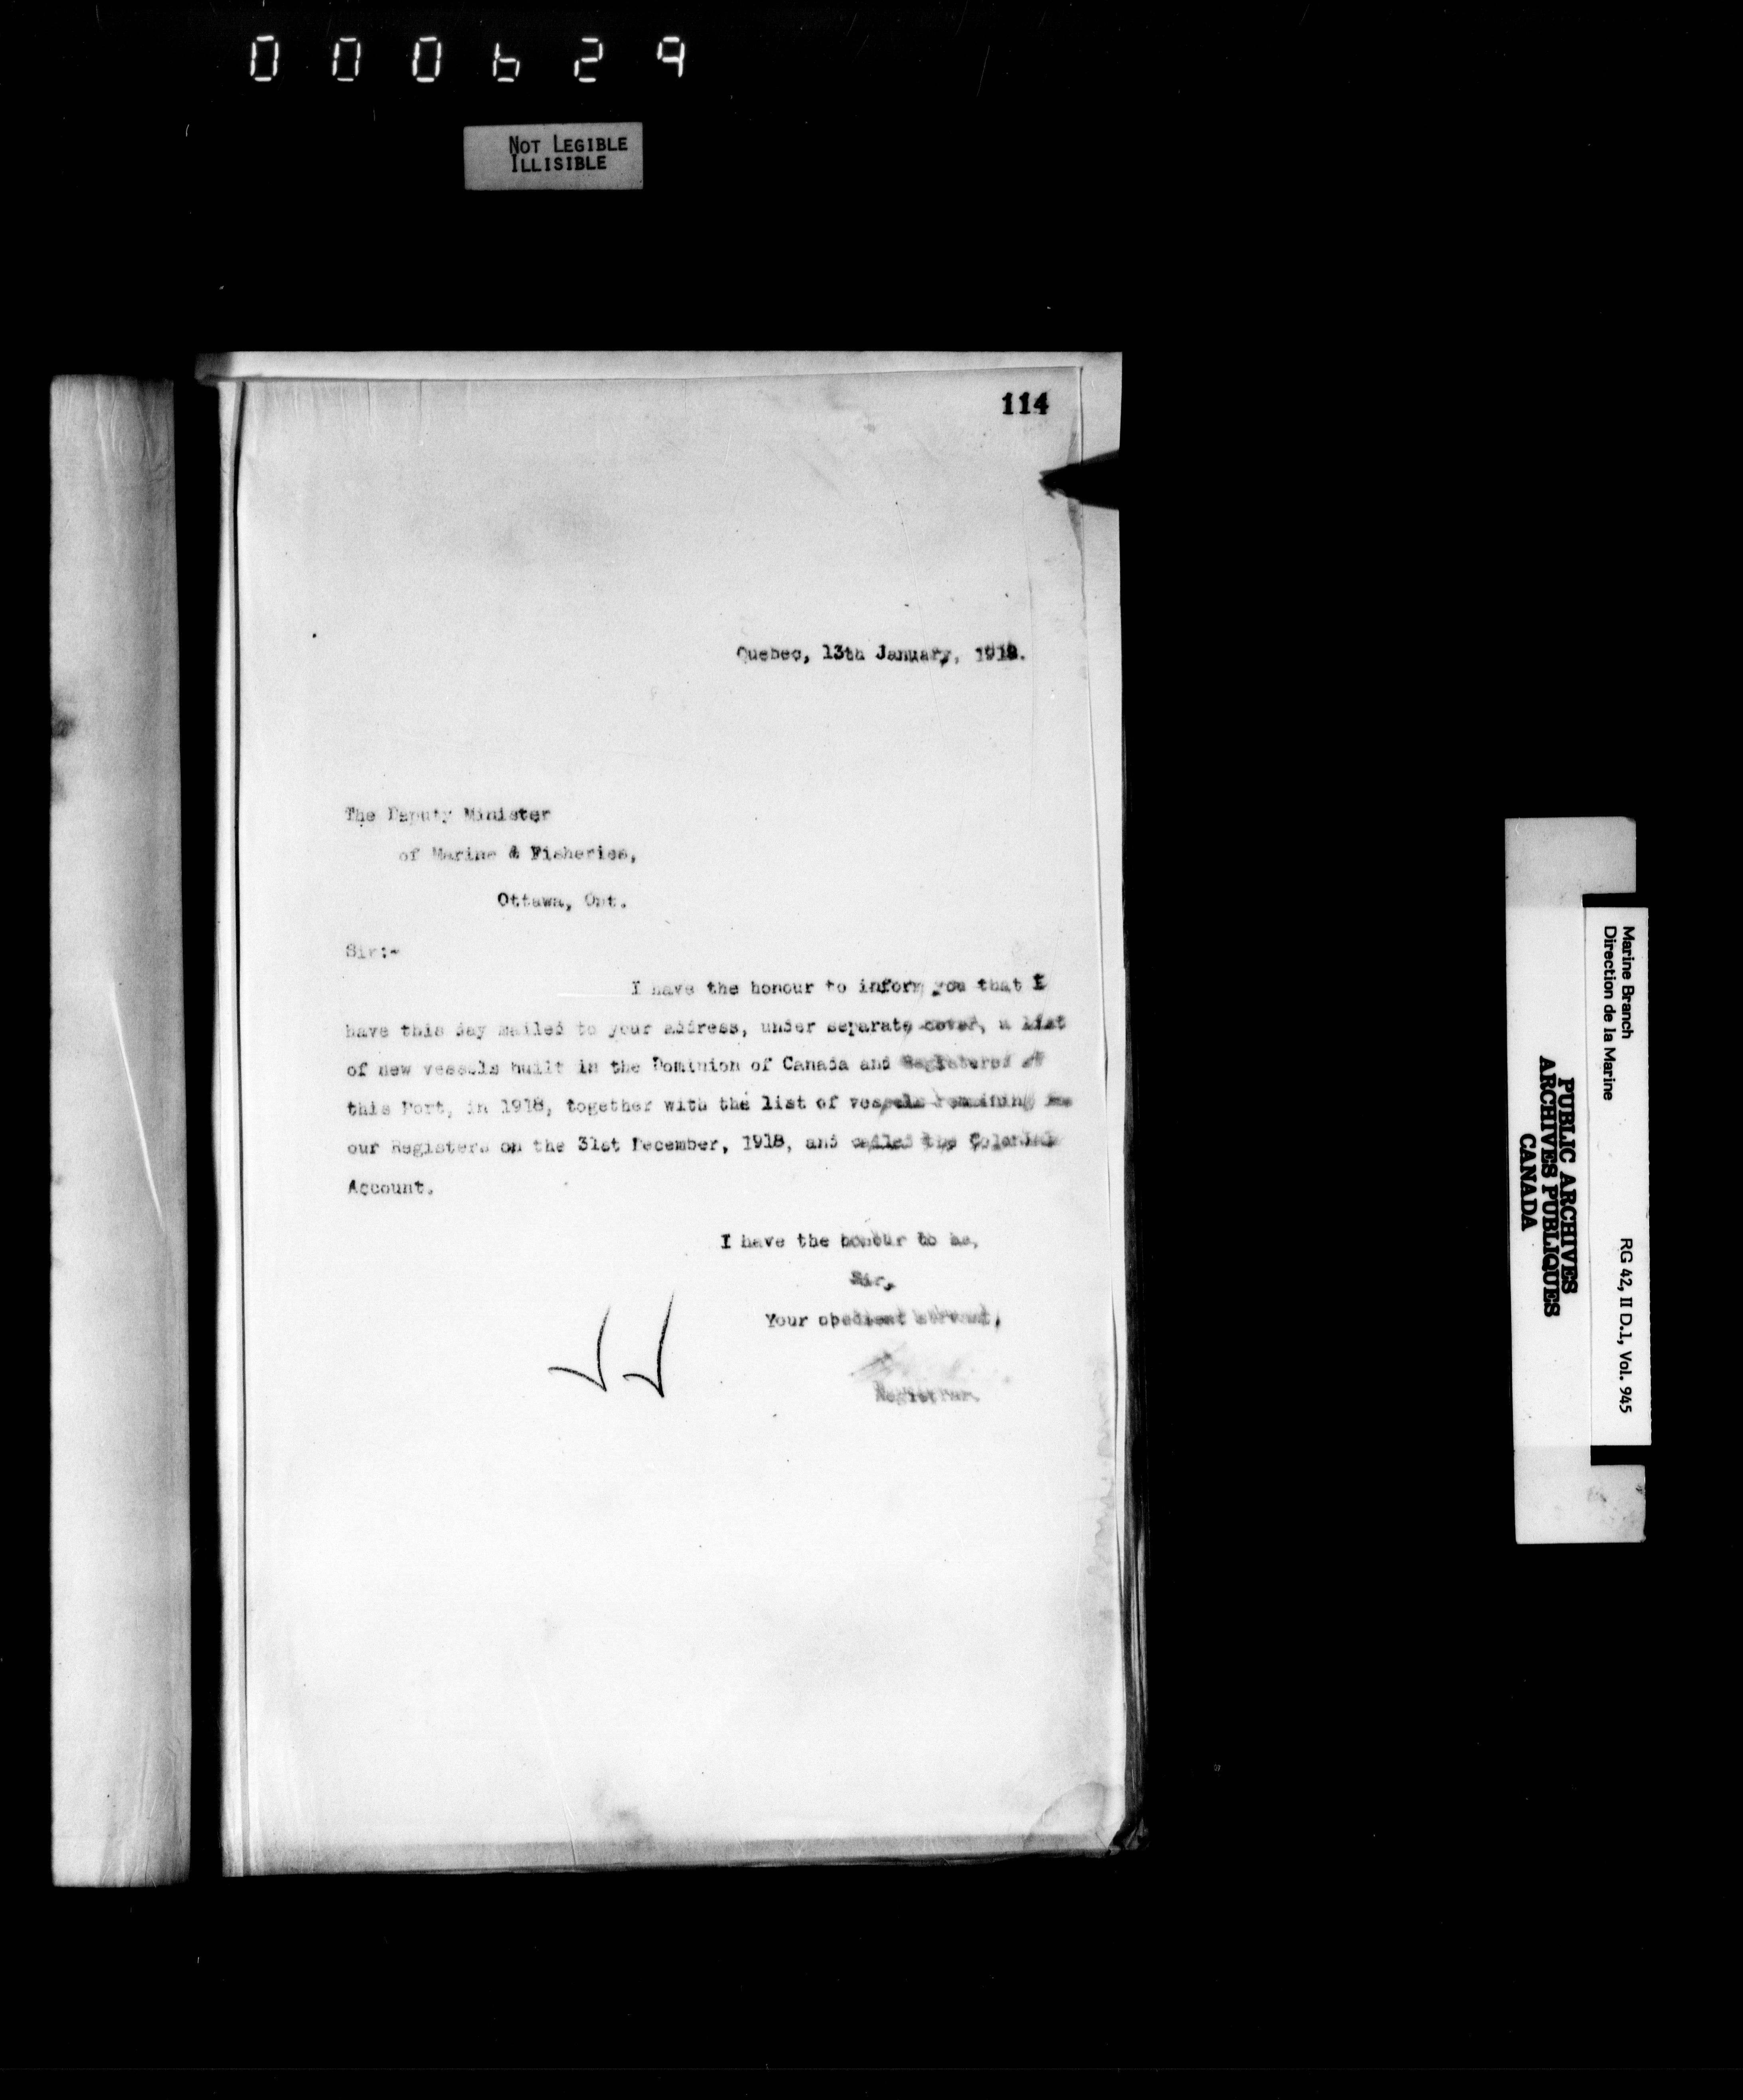 000629
NOT LEGIBLE
ILLISIBLE
114
Quebec, 13th January, 1919.
The Deputy Minister
of Marine & Fisheries,
Ottawa, Ont.
Sir:-
I have the honour to inform you that I
have this day mailed to your address, under separate cover, a list
of new vessels built in the Dominion of Canada and Registered at
this Port, in 1918, together with the list of vessels remaining on
our Registers on the 31st December, 1918, and called the Colonial
Account.
I have the honour to be,
Sir,
Your obedient servant,
Registrar.
Marine Branch
Direction de la Marine
RG 42, II D.1, Vol. 945
PUBLIC ARCHIVES
ARCHIVES PUBLIQUES
CANADA